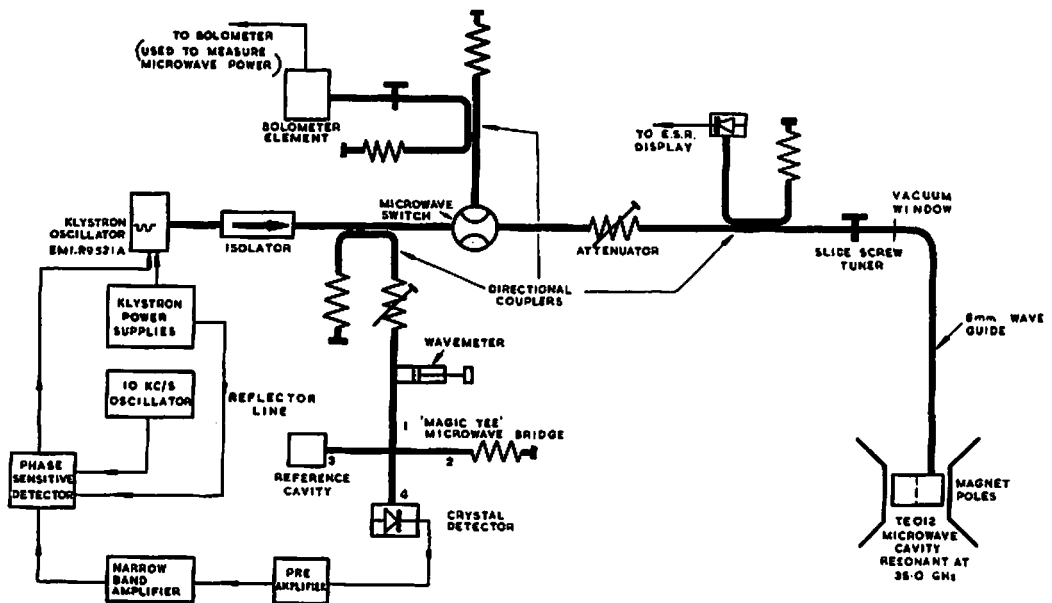 TO BOLOMETER
(USED TO MEASURE
MICROWAVE POWER)
BOLOMETER
ELEMENT
TO E.S.R.
DISPLAY
KLYSTRON
OSCILLATOR
EMI.R9521A
ISOLATOR
MICROWAVE
SWITCH
ATTENUATOR
VACUUM
WINDOW
SLIDE SCREW
TUNER
DIRECTIONAL
COUPLERS
KLYSTRON
POWER
SUPPLIES
8mm WAVE
GUIDE
WAVEMETER
10 KC/S
OSCILLATOR
REFLECTOR
LINE
1
'MAGIC TEE'
MICROWAVE BRIDGE
3
2
REFERENCE
CAVITY
4
PHASE
SENSITIVE
DETECTOR
CRYSTAL
DETECTOR
MAGNET
POLES
TE012
MICROWAVE
CAVITY
RESONANT AT
35·0 GHz
NARROW
BAND
AMPLIFIER
PRE
AMPLIFIER